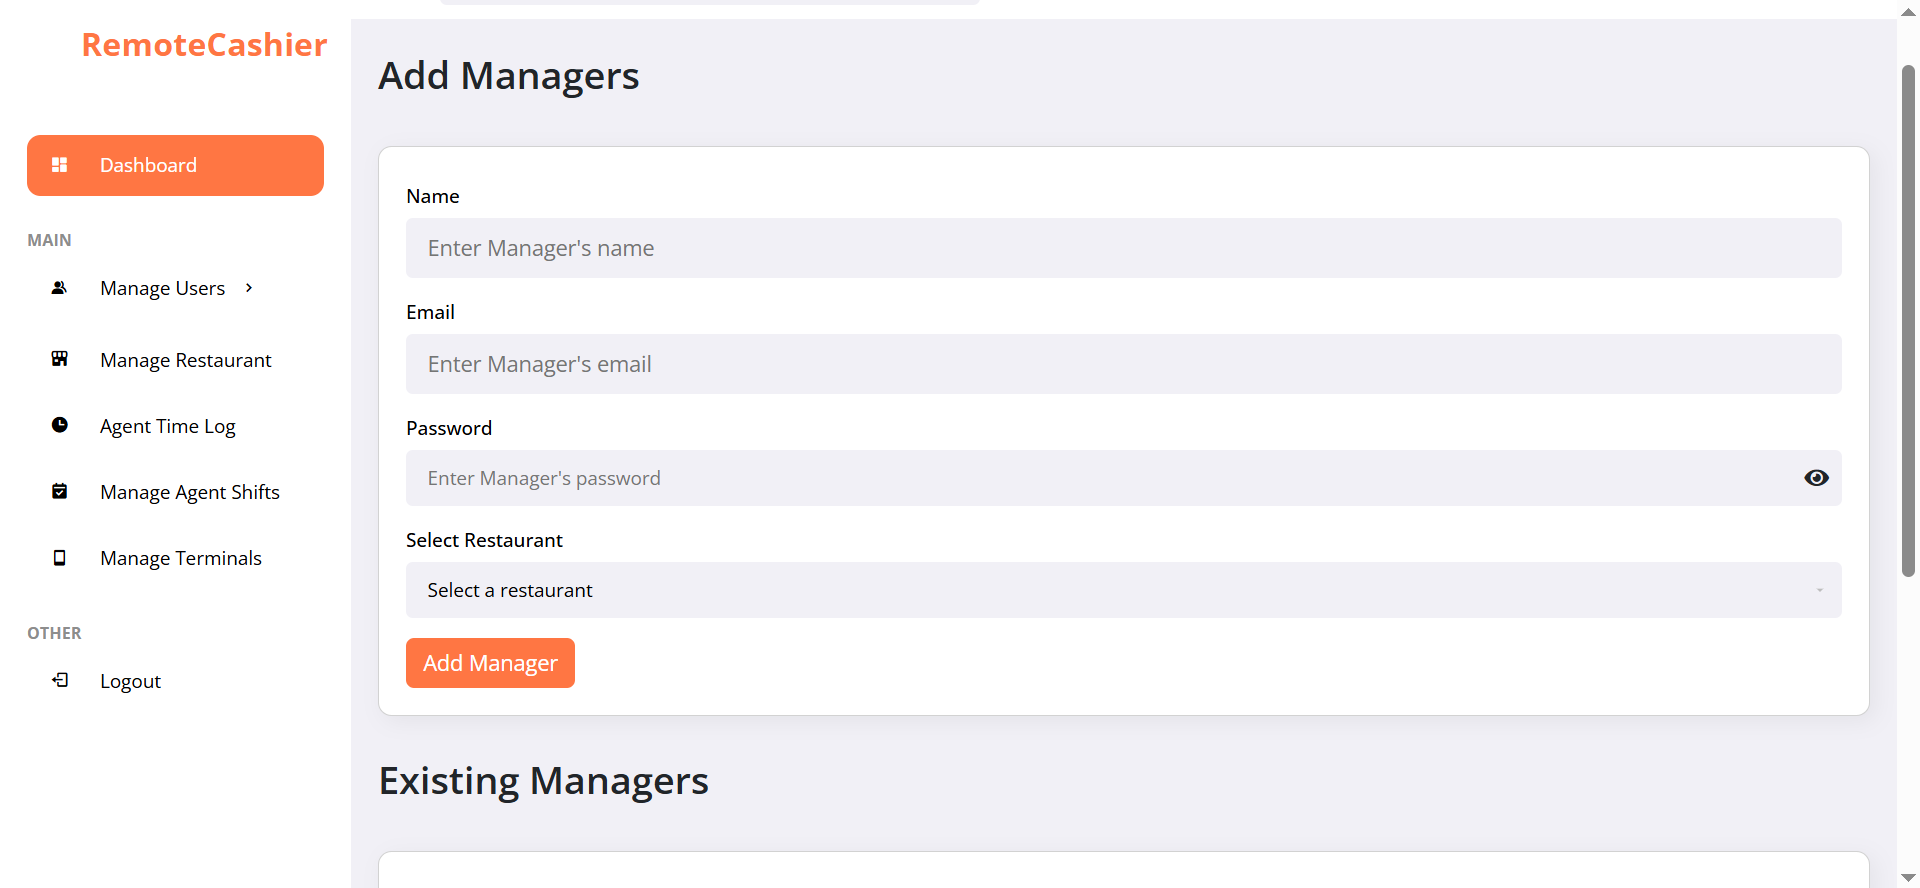 RemoteCashier
Dashboard
MAIN
Manage Users
Manage Restaurant
Agent Time Log
Manage Agent Shifts
Manage Terminals
OTHER
Logout
Add Managers
Name
Enter Manager's name
Email
Enter Manager's email
Password
Enter Manager's password
Select Restaurant
Select a restaurant
Add Manager
Existing Managers